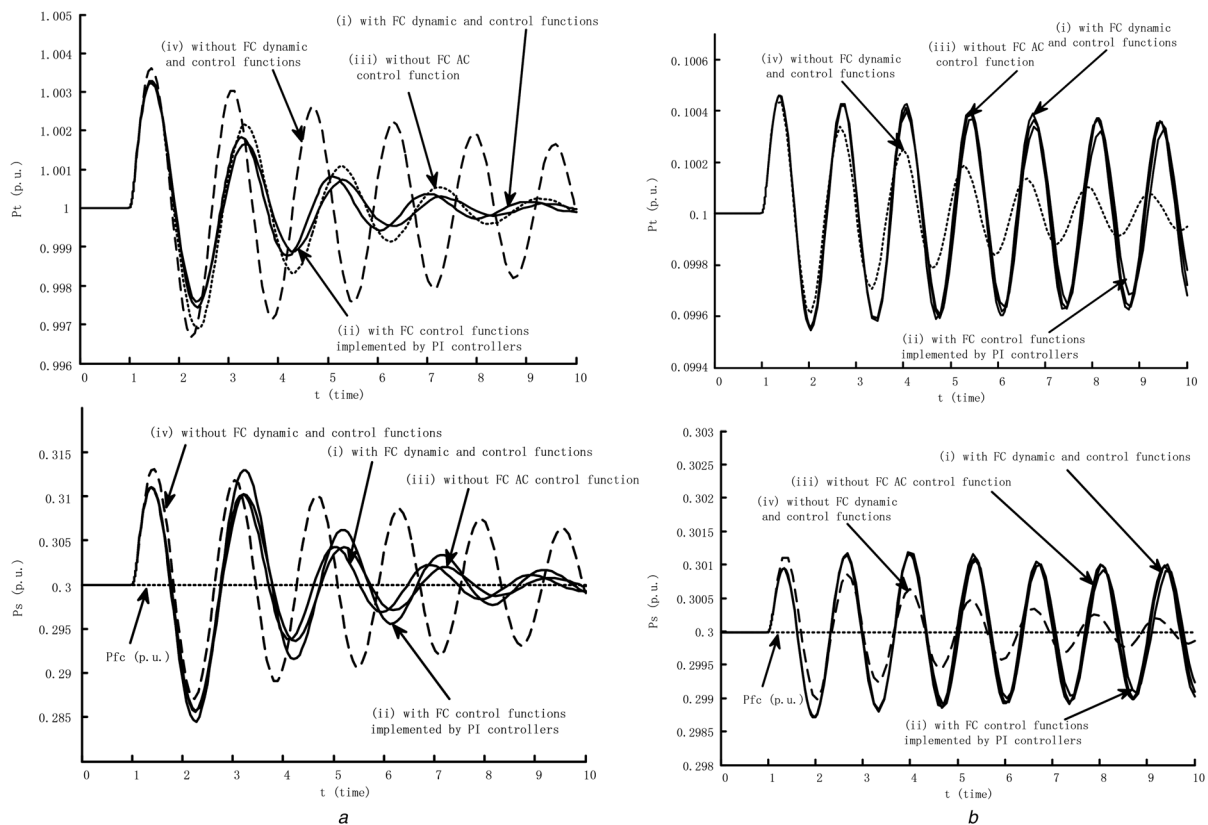 1.005
1.004
1.003
1.002
1.001
1
0.999
0.998
0.997
0.996
Pt (p.u.)
(iv) without FC dynamic
and control functions
(i) with FC dynamic and control functions
(iii) without FC AC
control function
(ii) with FC control functions
implemented by PI controllers
0 1 2 3 4 5 6 7 8 9 10
t (time)
0.1006
0.1004
0.1002
0.1
0.0998
0.0996
0.0994
Pt (p.u.)
(iv) without FC dynamic
and control functions
(iii) without FC AC
control function
(i) with FC dynamic
and control functions
(ii) with FC control functions
implemented by PI controllers
0 1 2 3 4 5 6 7 8 9 10
t (time)
0.315
0.31
0.305
0.3
0.295
0.29
0.285
Ps (p.u.)
(iv) without FC dynamic and control functions
(i) with FC dynamic and control functions
(iii) without FC AC control function
Pfc (p.u.)
(ii) with FC control functions
implemented by PI controllers
0 1 2 3 4 5 6 7 8 9 10
t (time)
a
0.303
0.3025
0.302
0.3015
0.301
0.3005
0.3
0.2995
0.299
0.2985
0.298
Ps (p.u.)
(i) with FC dynamic and control functions
(iii) without FC AC control function
(iv) without FC dynamic
and control functions
Pfc (p.u.)
(ii) with FC control functions
implemented by PI controllers
0 1 2 3 4 5 6 7 8 9 10
t (time)
b